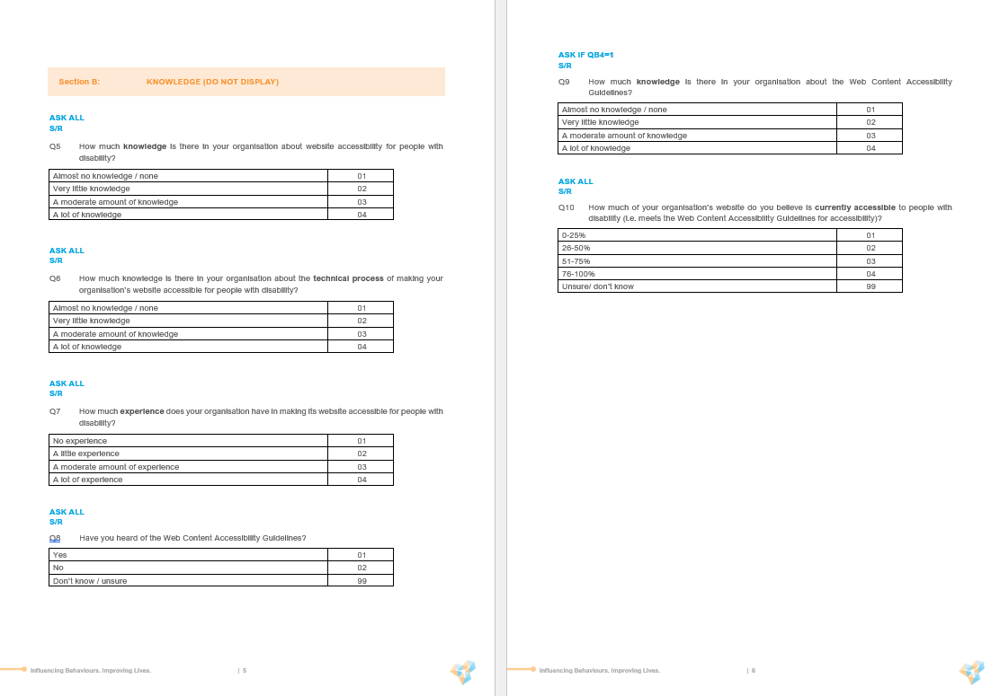 Section B: KNOWLEDGE (DO NOT DISPLAY)
ASK ALL
S/R
Q5 How much knowledge is there in your organisation about website accessibility for people with
disability?
Almost no knowledge / none 01
Very little knowledge 02
A moderate amount of knowledge 03
A lot of knowledge 04
ASK ALL
S/R
Q6 How much knowledge is there in your organisation about the technical process of making your
organisation's website accessible for people with disability?
Almost no knowledge / none 01
Very little knowledge 02
A moderate amount of knowledge 03
A lot of knowledge 04
ASK ALL
S/R
Q7 How much experience does your organisation have in making its website accessible for people with
disability?
No experience 01
A little experience 02
A moderate amount of experience 03
A lot of experience 04
ASK ALL
S/R
Q8 Have you heard of the Web Content Accessibility Guidelines?
Yes 01
No 02
Don't know / unsure 99
Influencing Behaviours. Improving Lives. | 5
ASK IF QB4=1
S/R
Q9 How much knowledge is there in your organisation about the Web Content Accessibility
Guidelines?
Almost no knowledge / none 01
Very little knowledge 02
A moderate amount of knowledge 03
A lot of knowledge 04
ASK ALL
S/R
Q10 How much of your organisation's website do you believe is currently accessible to people with
disability (i.e. meets the Web Content Accessibility Guidelines for accessibility)?
0-25% 01
26-50% 02
51-75% 03
76-100% 04
Unsure/ don't know 99
Influencing Behaviours. Improving Lives. | 6